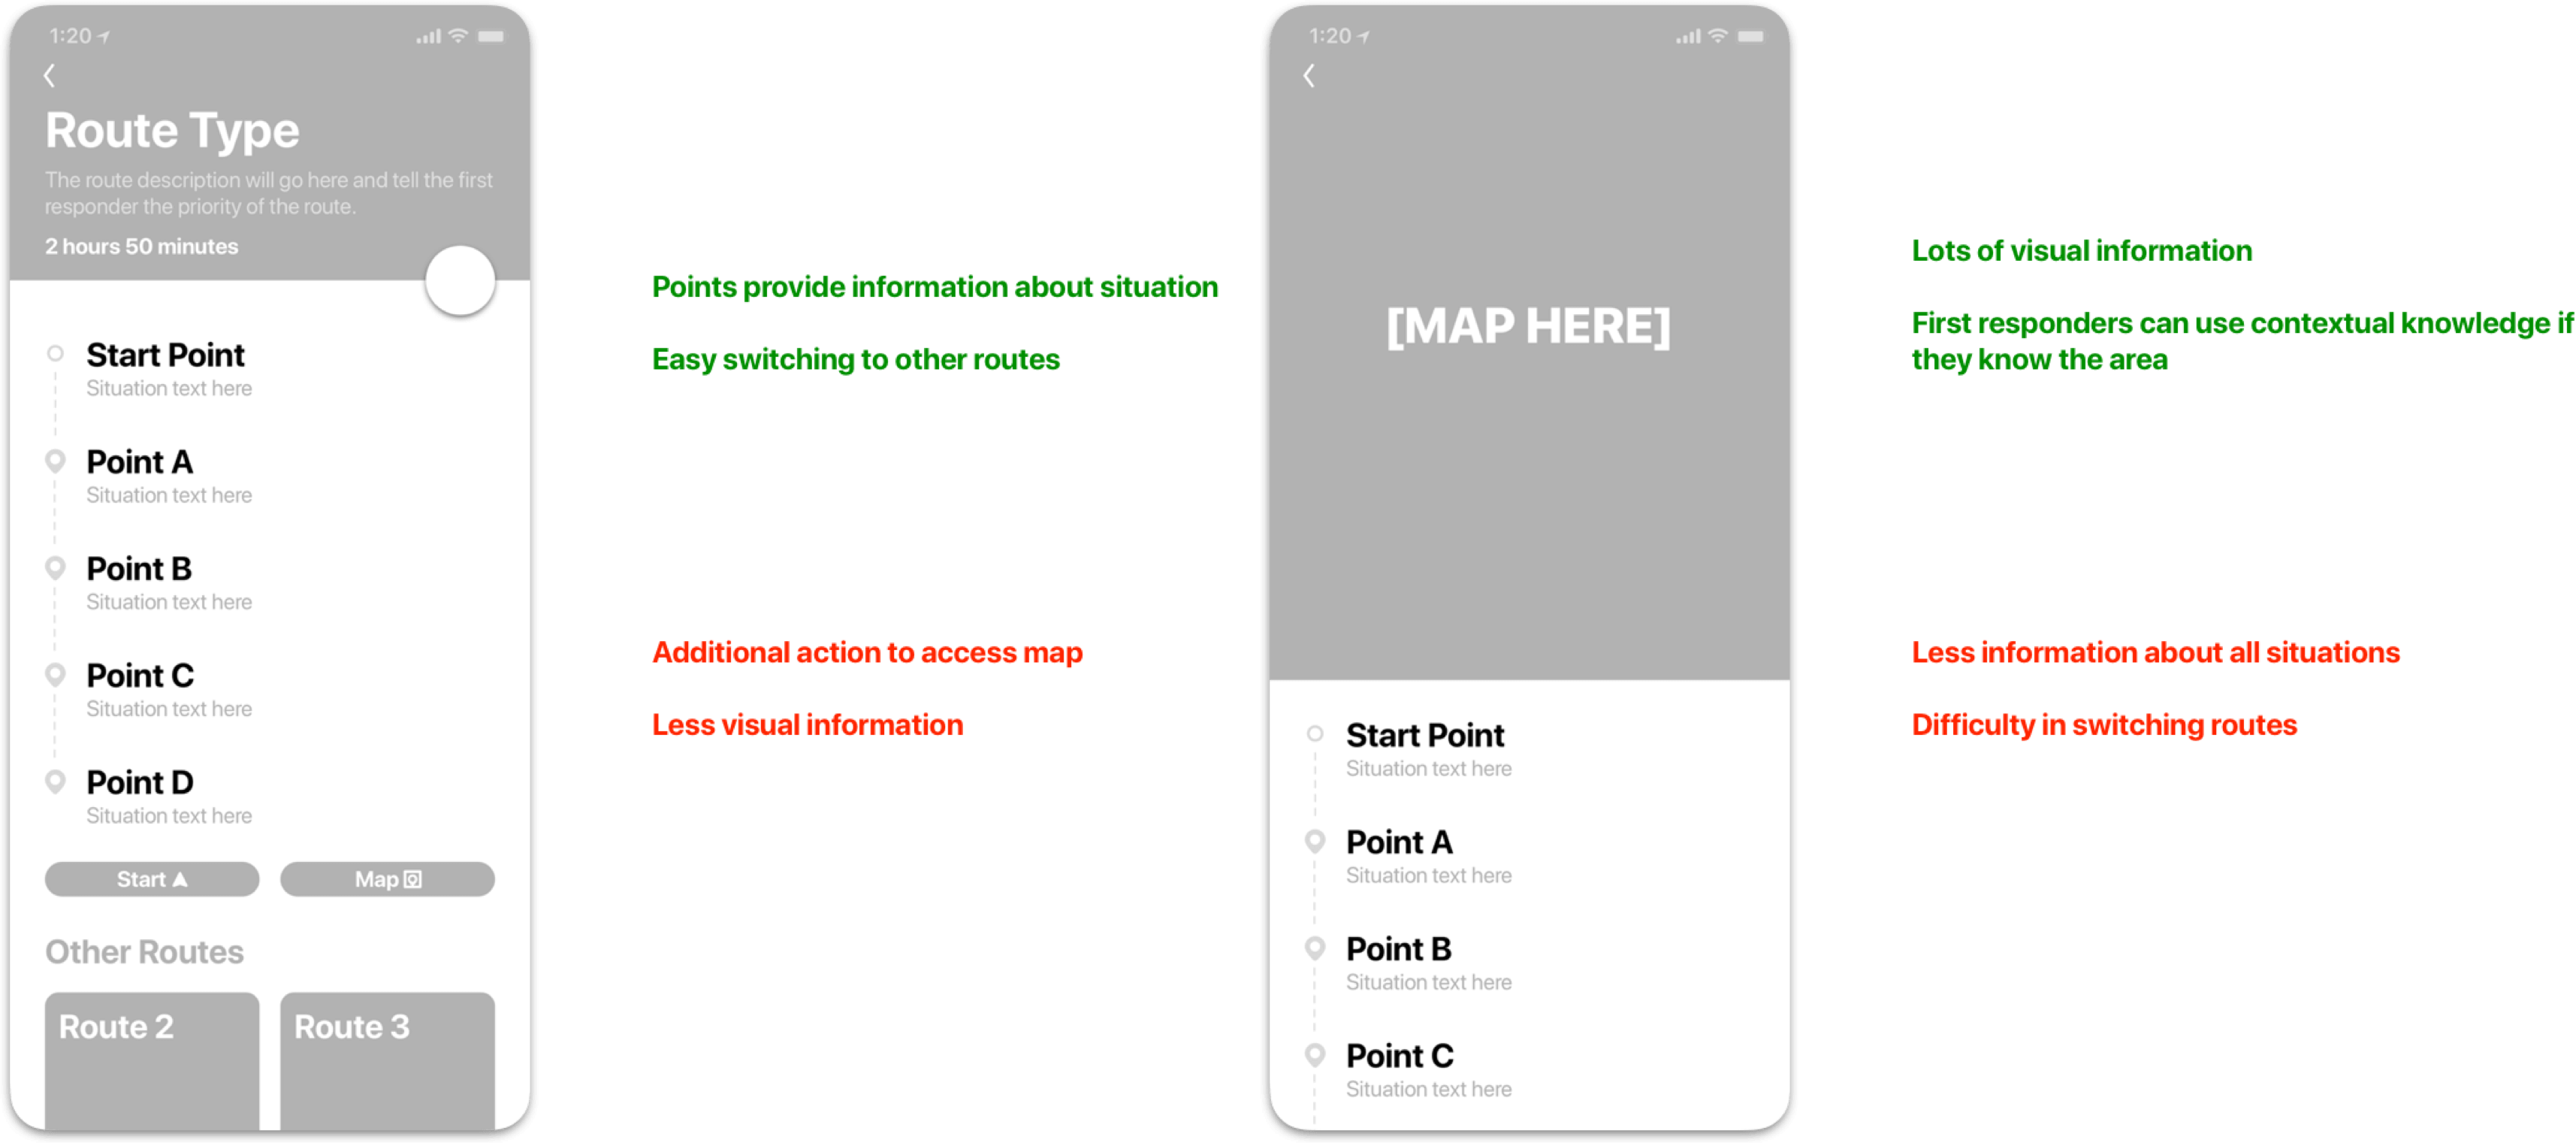 1:20
Route Type
The route description will go here and tell the first
responder the priority of the route.
2 hours 50 minutes
Start Point
Situation text here
Point A
Situation text here
Point B
Situation text here
Point C
Situation text here
Point D
Situation text here
Start
Map
Other Routes
Route 2
Route 3
Points provide information about situation
Easy switching to other routes
Additional action to access map
Less visual information
1:20
[MAP HERE]
Start Point
Situation text here
Point A
Situation text here
Point B
Situation text here
Point C
Situation text here
Lots of visual information
First responders can use contextual knowledge if
they know the area
Less information about all situations
Difficulty in switching routes